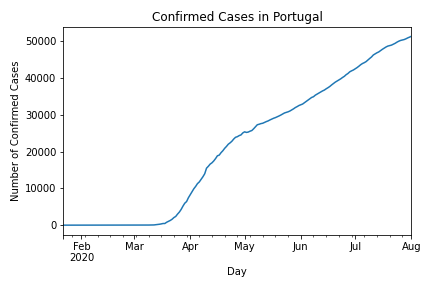 Confirmed Cases in Portugal
Number of Confirmed Cases
50000
40000
30000
20000
10000
0
Feb Mar Apr May Jun Jul Aug
2020
Day